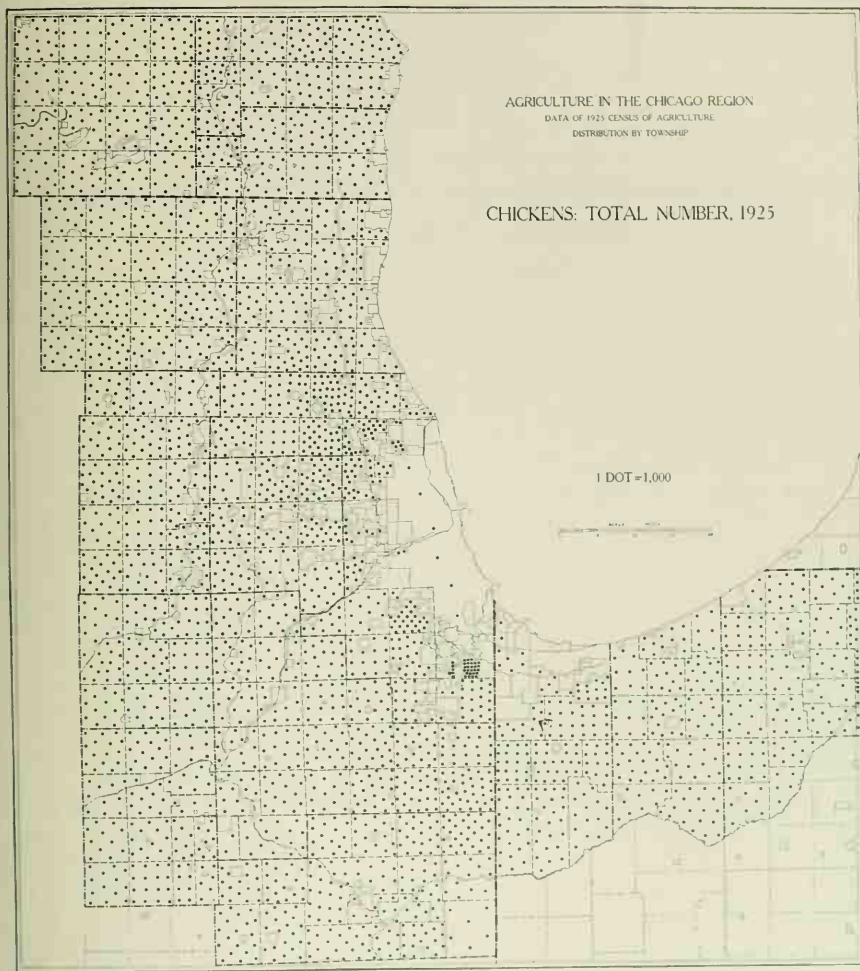 AGRICULTURE IN THE CHICAGO REGION
DATA OF 1925 CENSUS OF AGRICULTURE
DISTRIBUTION BY TOWNSHIP
CHICKENS: TOTAL NUMBER, 1925
1 DOT = 1,000